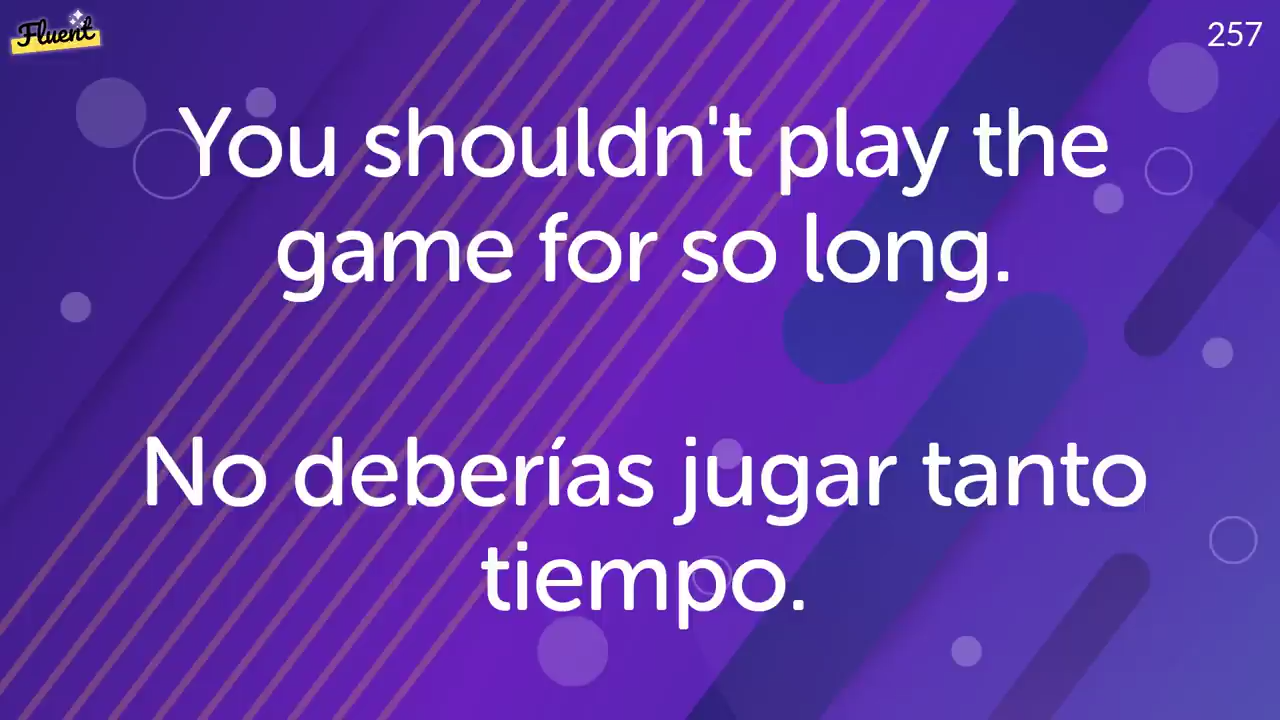 Fluent
257
You shouldn't play the
game for so long.
No deberías jugar tanto
tiempo.